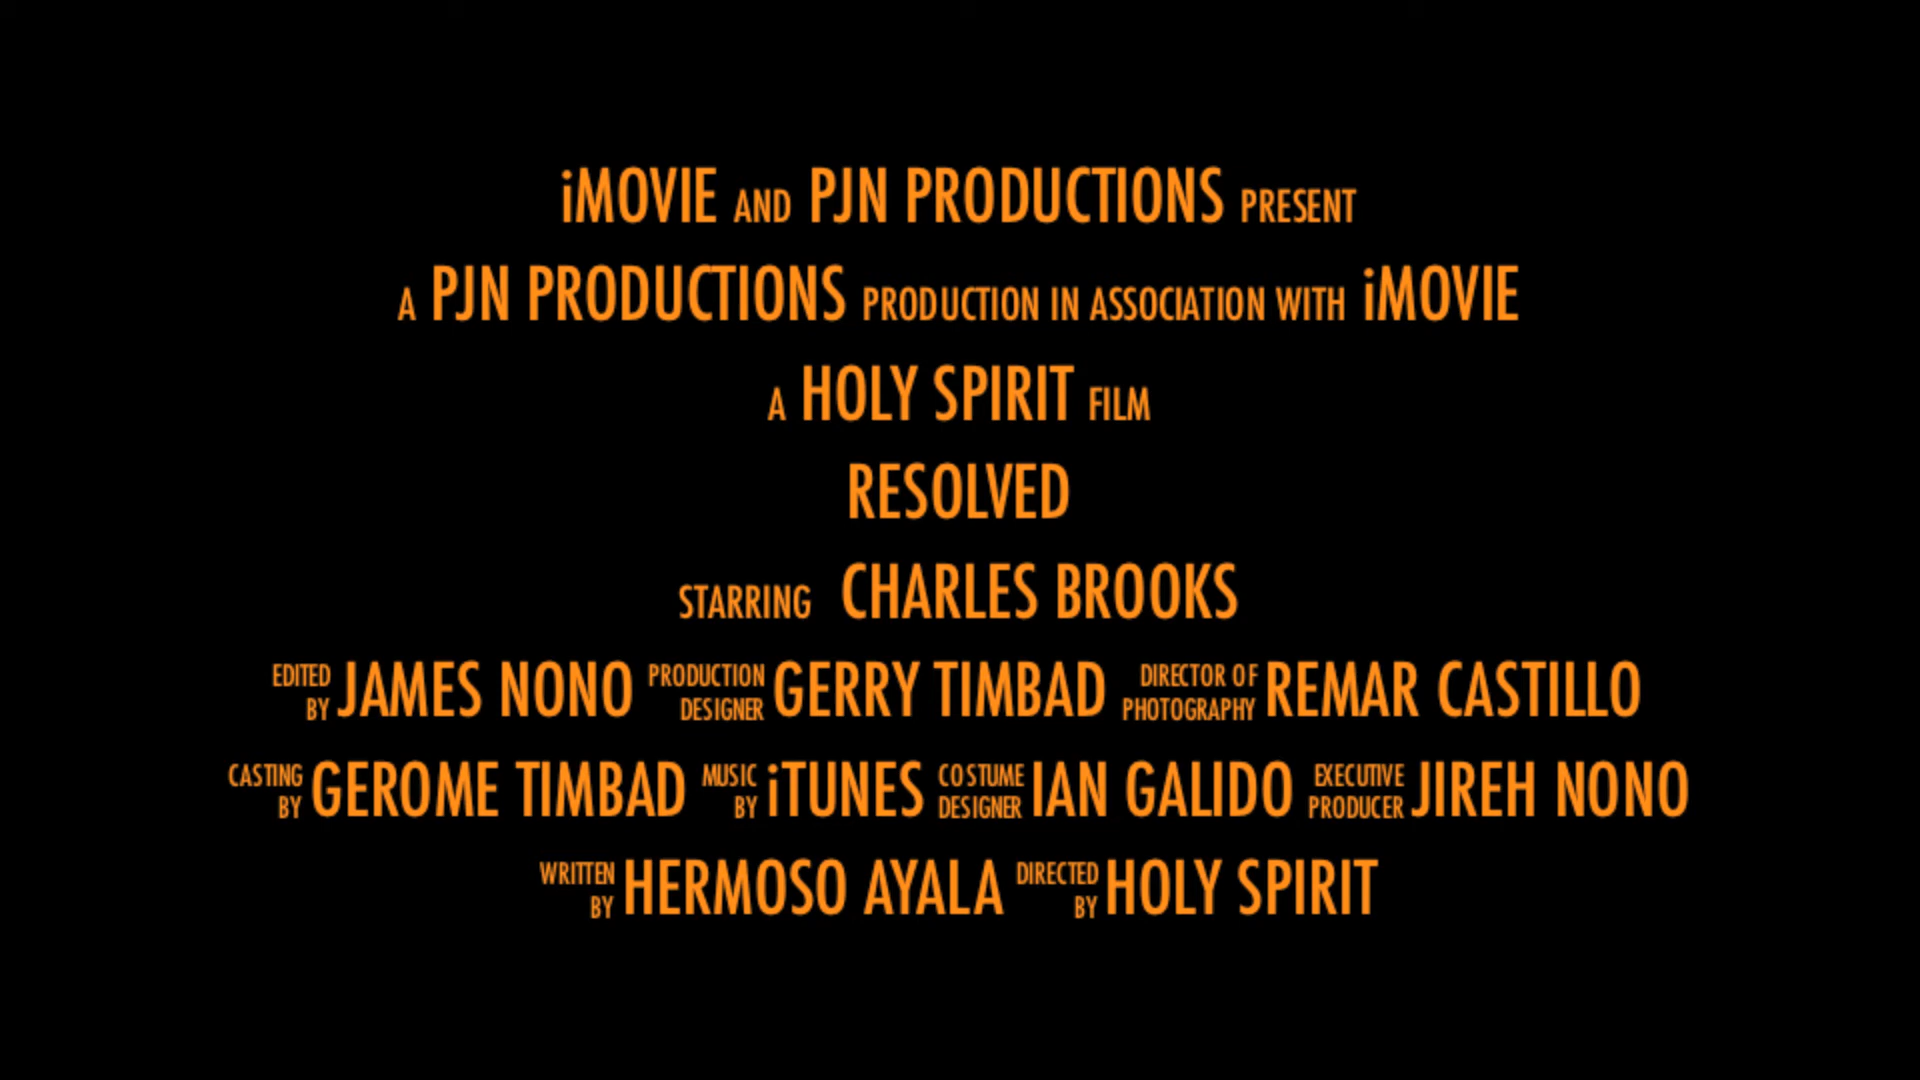 iMOVIE AND PJN PRODUCTIONS PRESENT
A PJN PRODUCTIONS PRODUCTION IN ASSOCIATION WITH iMOVIE
A HOLY SPIRIT FILM
RESOLVED
STARRING CHARLES BROOKS
EDITED BY JAMES NONO PRODUCTION DESIGNER GERRY TIMBAD DIRECTOR OF PHOTOGRAPHY REMAR CASTILLO
CASTING BY GEROME TIMBAD MUSIC BY iTUNES COSTUME DESIGNER IAN GALIDO EXECUTIVE PRODUCER JIREH NONO
WRITTEN BY HERMOSO AYALA DIRECTED BY HOLY SPIRIT